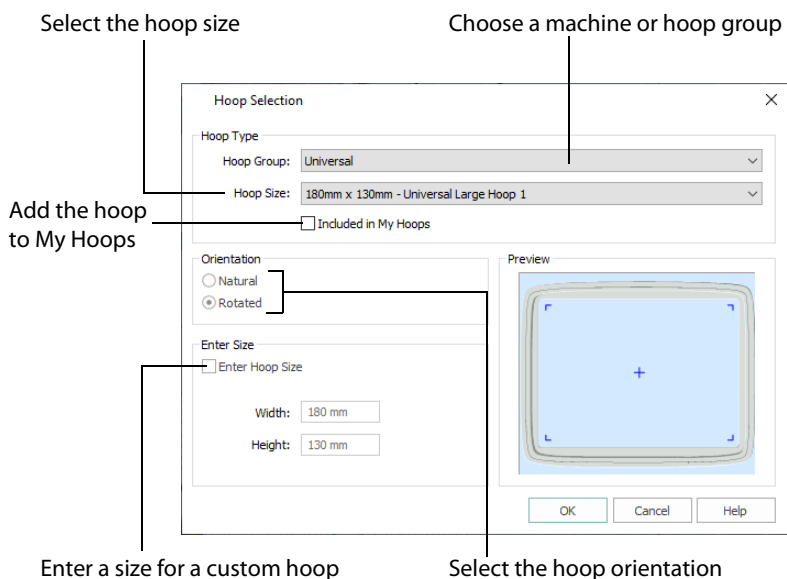 Select the hoop size
Choose a machine or hoop group
Hoop Selection
Hoop Type
Hoop Group:
Universal
Hoop Size:
180mm x 130mm - Universal Large Hoop 1
Add the hoop
to My Hoops
Included in My Hoops
Orientation
Natural
Rotated
Preview
Enter Size
Enter Hoop Size
Width:
180 mm
Height:
130 mm
OK
Cancel
Help
Enter a size for a custom hoop
Select the hoop orientation